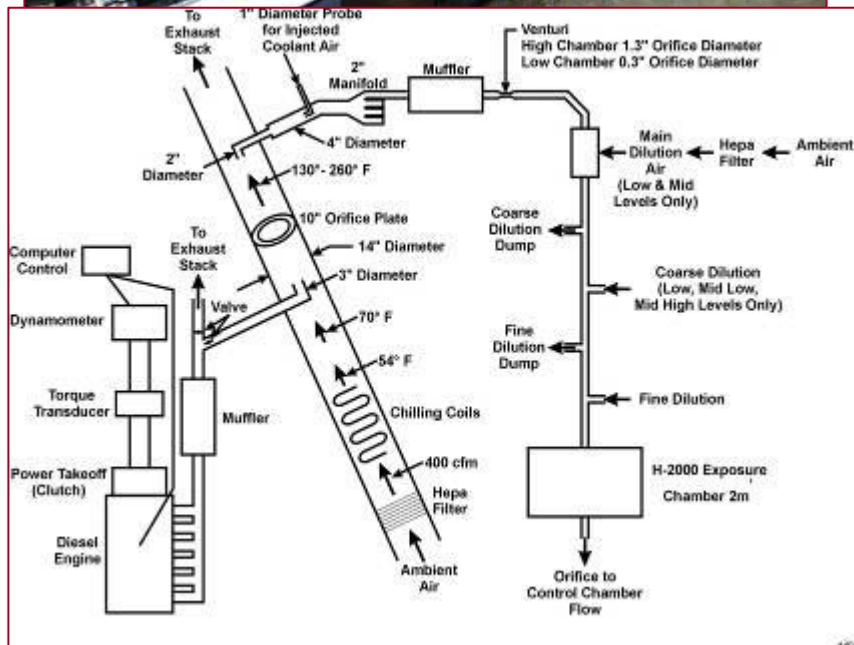 To
Exhaust
Stack
1" Diameter Probe
for Injected
Coolant Air
2"
Manifold
Muffler
Venturi
High Chamber 1.3" Orifice Diameter
Low Chamber 0.3" Orifice Diameter
4" Diameter
2"
Diameter
130°- 260° F
Main
Dilution
Air
(Low & Mid
Levels Only)
Hepa
Filter
Ambient
Air
To
Exhaust
Stack
10" Orifice Plate
14" Diameter
3" Diameter
Coarse
Dilution
Dump
Computer
Control
Valve
Coarse Dilution
(Low, Mid Low,
Mid High Levels Only)
Dynamometer
70° F
Fine
Dilution
Dump
54° F
Torque
Transducer
Muffler
Chilling Coils
Fine Dilution
Power Takeoff
(Clutch)
400 cfm
Hepa
Filter
H-2000 Exposure
Chamber 2m
Diesel
Engine
Ambient
Air
Orifice to
Control Chamber
Flow